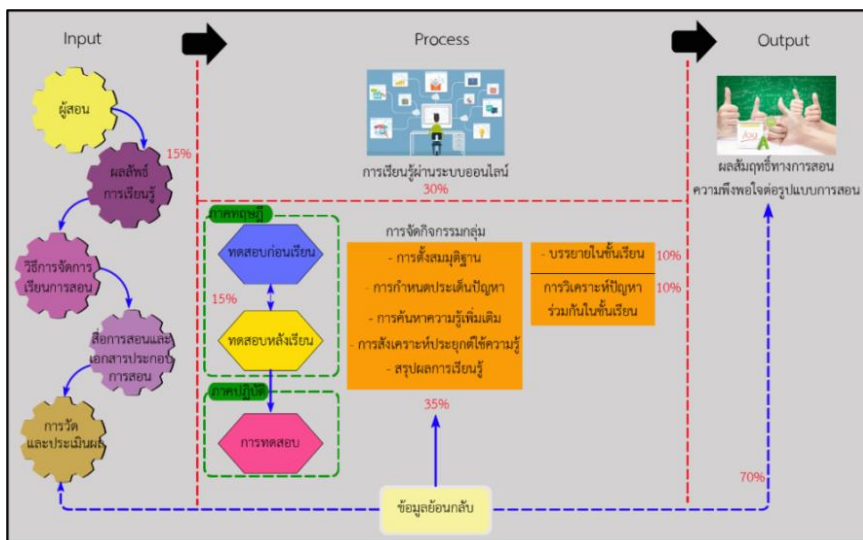 Input
Process
Output
ผู้สอน
15%
ผลลัพธ์
การเรียนรู้
วิธีการจัดการ
เรียนการสอน
สื่อการสอนและ
เอกสารประกอบ
การสอน
การวัด
และประเมินผล
การเรียนรู้ผ่านระบบออนไลน์
30%
ภาคทฤษฎี
ทดสอบก่อนเรียน
15%
ทดสอบหลังเรียน
ภาคปฏิบัติ
การทดสอบ
การจัดกิจกรรมกลุ่ม
- การตั้งสมมุติฐาน
- การกำหนดประเด็นปัญหา
- การค้นหาความรู้เพิ่มเติม
- การสังเคราะห์ประยุกต์ใช้ความรู้
- สรุปผลการเรียนรู้
35%
- บรรยายในชั้นเรียน 10%
การวิเคราะห์ปัญหา 10%
ร่วมกันในชั้นเรียน
ผลสัมฤทธิ์ทางการสอน
ความพึงพอใจต่อรูปแบบการสอน
70%
ข้อมูลย้อนกลับ